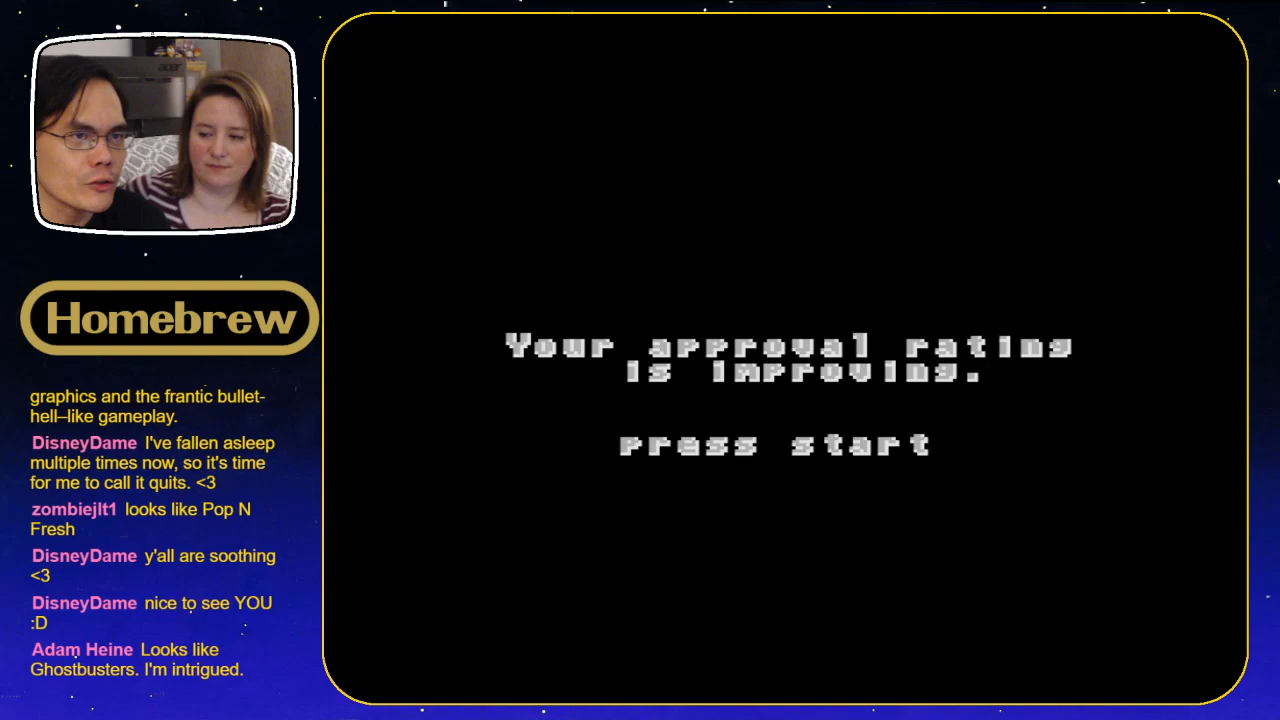 acer
Homebrew
graphics and the frantic bullet-
hell–like gameplay.
DisneyDame I've fallen asleep
multiple times now, so it's time
for me to call it quits. <3
zombiejlt1 looks like Pop N
Fresh
DisneyDame y'all are soothing
<3
DisneyDame nice to see YOU
:D
Adam Heine Looks like
Ghostbusters. I'm intrigued.
Your approval rating
is improving.
press start